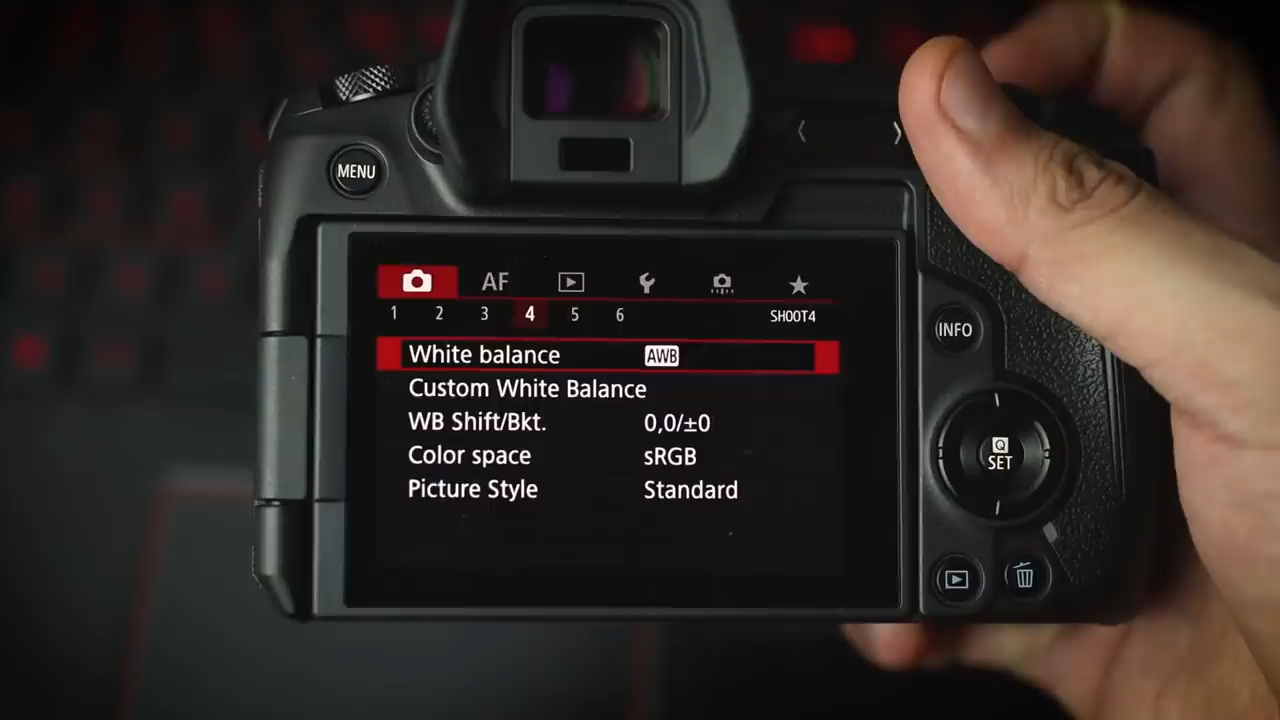 MENU
AF
1 2 3 4 5 6 SHOOT4
White balance AWB
Custom White Balance
WB Shift/Bkt. 0,0/±0
Color space sRGB
Picture Style Standard
INFO
Q
SET